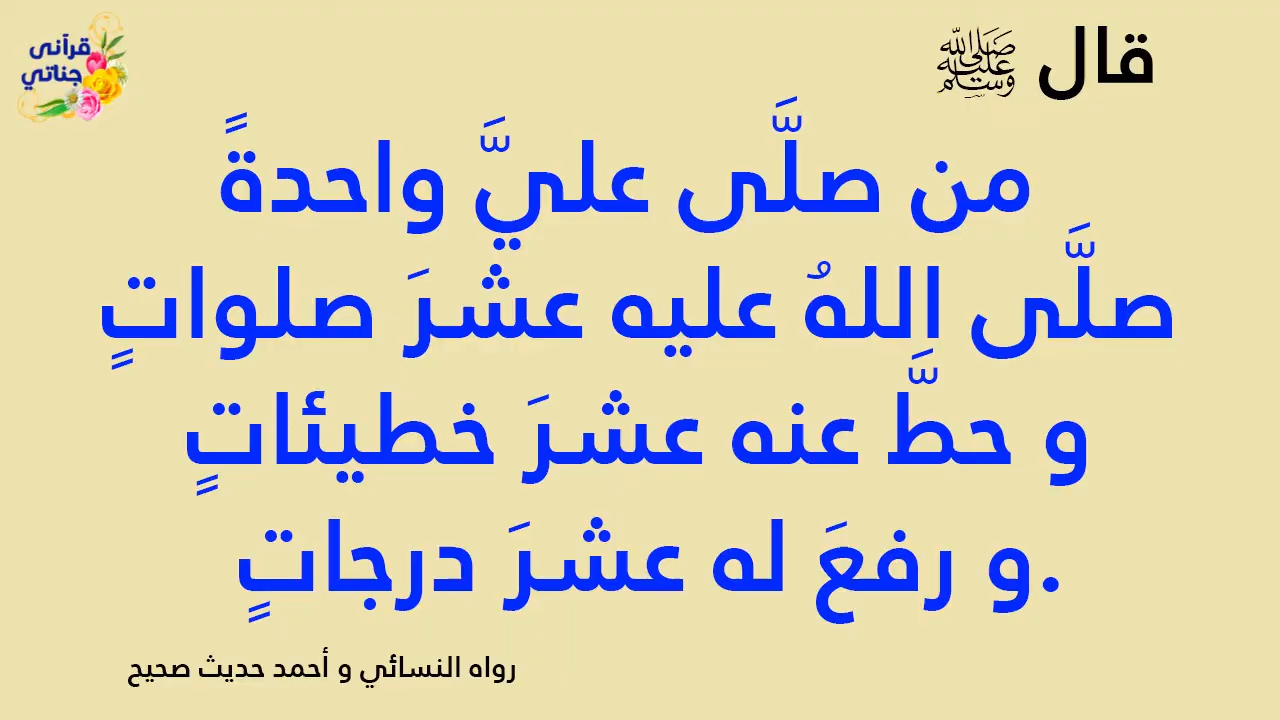 قال ﷺ
قرآنى
جناتي
من صلَّى عليَّ واحدةً
صلَّى اللهُ عليه عشرَ صلواتٍ
و حطَّ عنه عشرَ خطيئاتٍ
.و رفعَ له عشرَ درجاتٍ
رواه النسائي و أحمد حديث صحيح